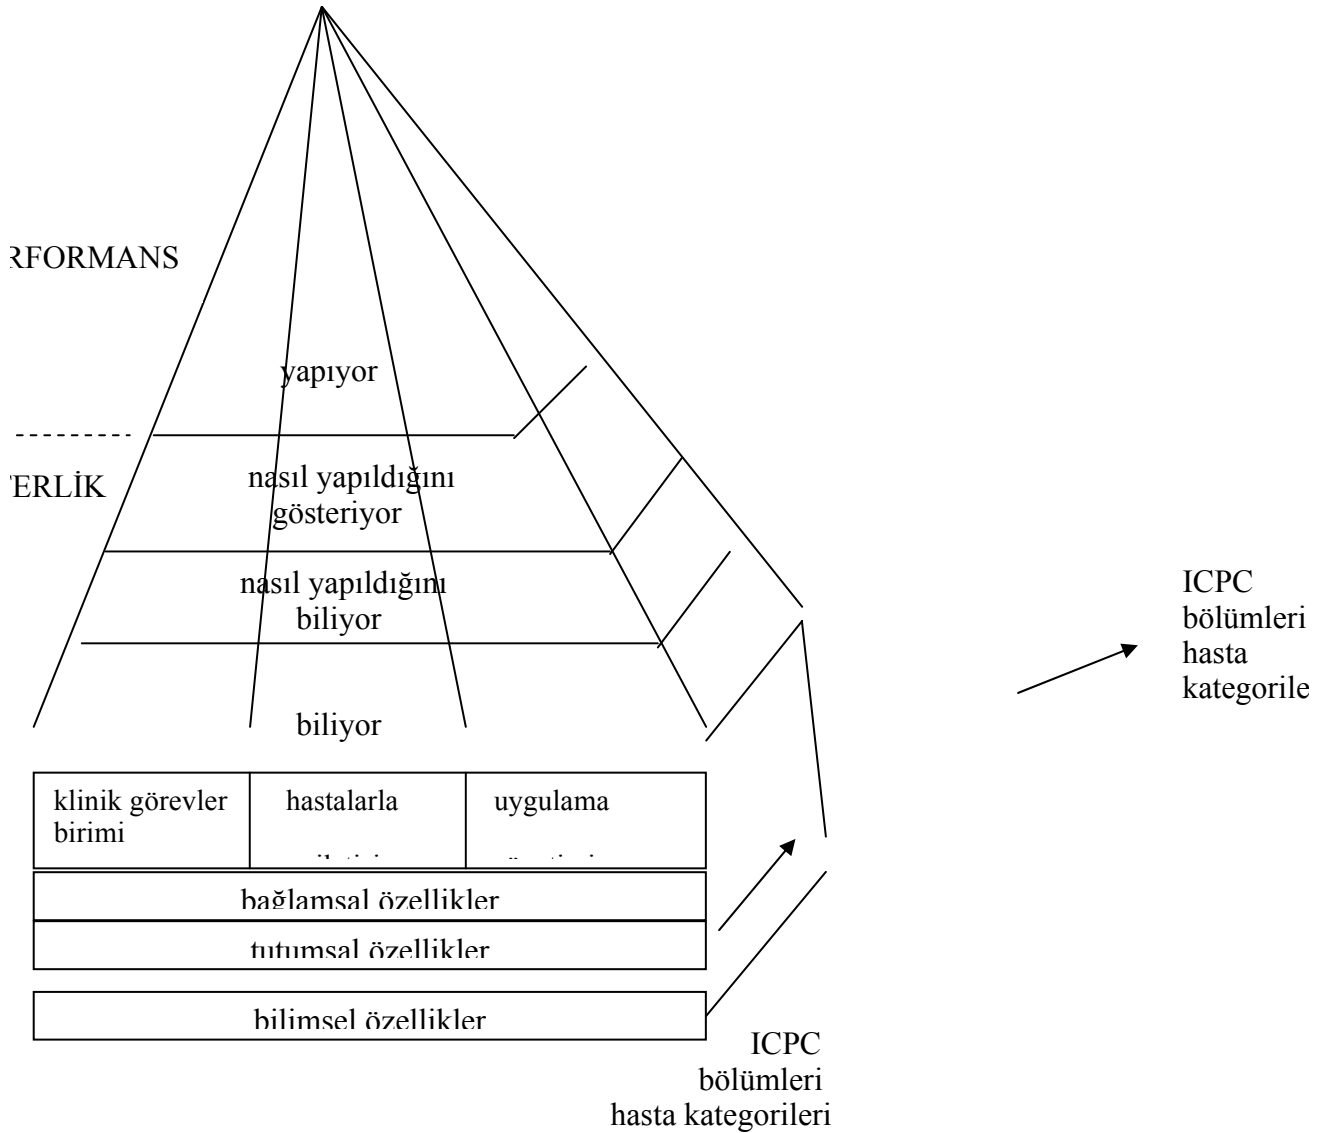 RFORMANS
yapıyor
ERLİK
nasıl yapıldığını
gösteriyor
nasıl yapıldığını
biliyor
ICPC
bölümleri
hasta
kategorile
biliyor
klinik görevler
birimi
hastalarla
uygulama
bağlamsal özellikler
tutumsal özellikler
bilimsel özellikler
ICPC
bölümleri
hasta kategorileri